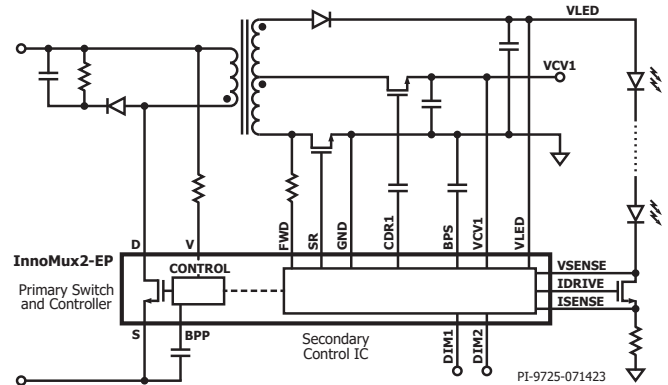 VLED
VCV1
D
V
FWD
SR
GND
CDR1
BPS
VCV1
VLED
InnoMux2-EP
Primary Switch
and Controller
CONTROL
VSENSE
IDRIVE
ISENSE
S
BPP
Secondary
Control IC
DIM1
DIM2
PI-9725-071423